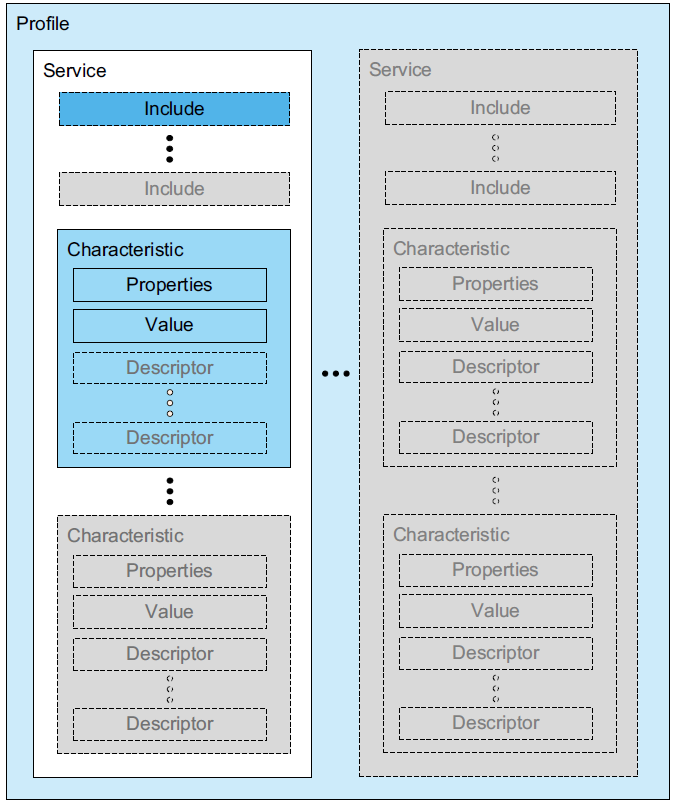 Profile
Service
Include
Include
Characteristic
Properties
Value
Descriptor
Descriptor
Characteristic
Properties
Value
Descriptor
Descriptor
Service
Include
Include
Characteristic
Properties
Value
Descriptor
Descriptor
Characteristic
Properties
Value
Descriptor
Descriptor